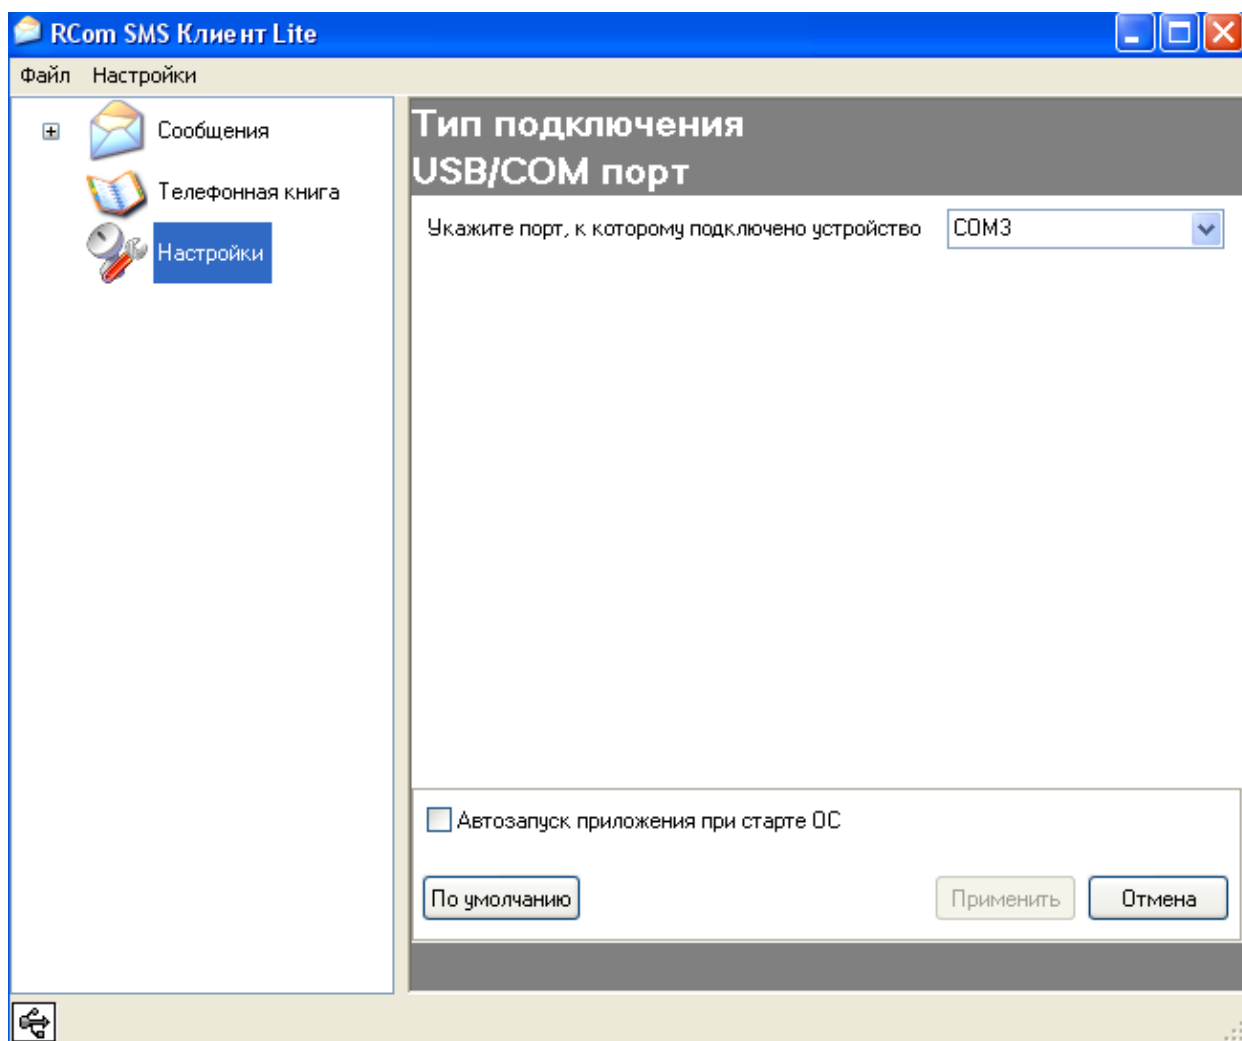 RCom SMS Клиент Lite
Файл Настройки
Сообщения
Телефонная книга
Настройки
Тип подключения
USB/COM порт
Укажите порт, к которому подключено устройство COM3
Автозапуск приложения при старте ОС
По умолчанию Применить Отмена